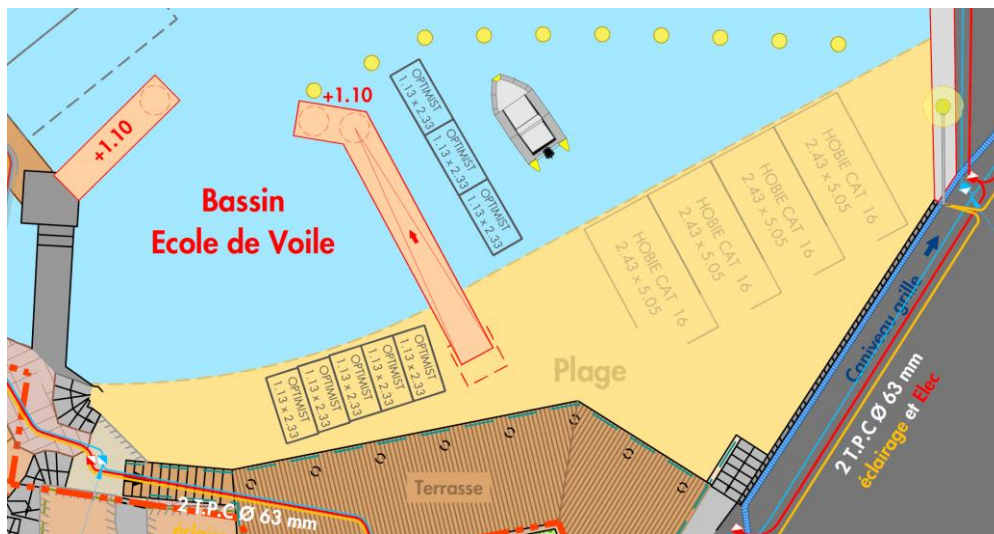 +1.10
+1.10
OPTIMIST
1.13 x 2.33
OPTIMIST
1.13 x 2.33
OPTIMIST
1.13 x 2.33
Bassin
Ecole de Voile
HOBIE CAT 16
2.43 x 5.05
HOBIE CAT 16
2.43 x 5.05
HOBIE CAT 16
2.43 x 5.05
HOBIE CAT 16
2.43 x 5.05
OPTIMIST
1.13 x 2.33
OPTIMIST
1.13 x 2.33
OPTIMIST
1.13 x 2.33
OPTIMIST
1.13 x 2.33
OPTIMIST
1.13 x 2.33
Plage
Caniveau grille
2 T.P.C Ø 63 mm
éclairage et Elec
Terrasse
2 T.P.C Ø 63 mm